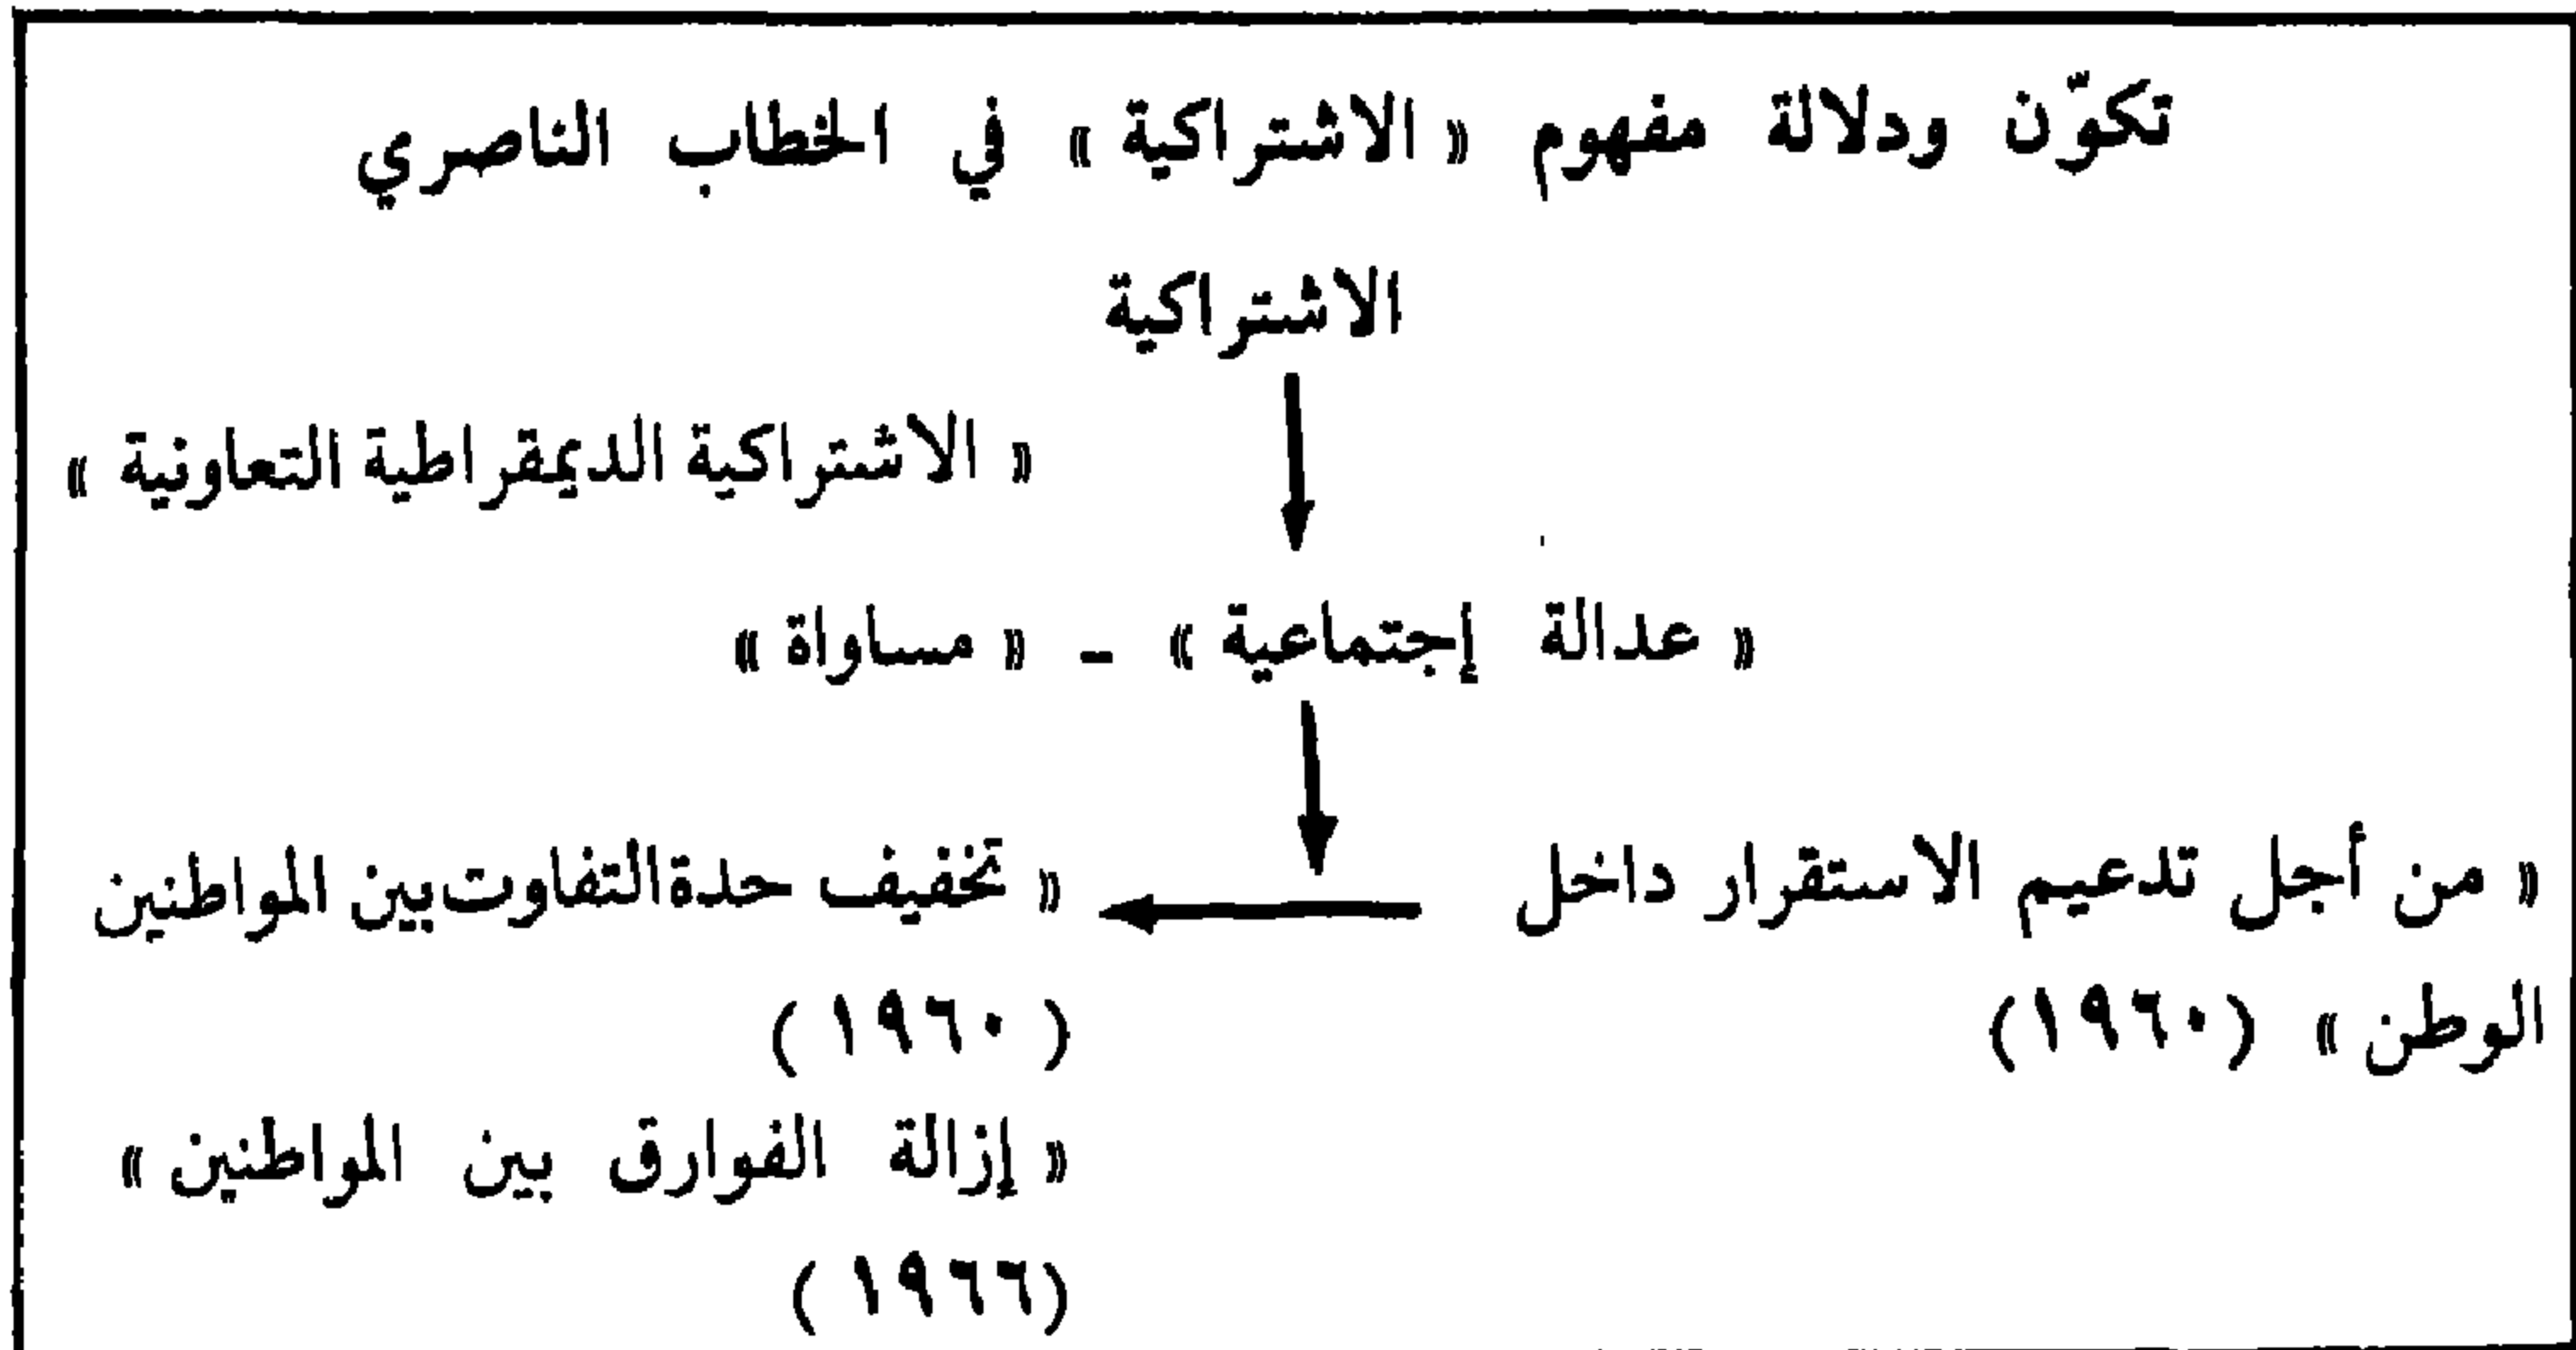 تكوّن ودلالة مفهوم « الاشتراكية » في الخطاب الناصري
الاشتراكية
« الاشتراكية الديمقراطية التعاونية »
« عدالة إجتماعية » - « مساواة »
« من أجل تدعيم الاستقرار داخل
الوطن » (١٩٦٠)
« تخفيف حدة التفاوت بين المواطنين
( ١٩٦٠ )
« إزالة الفوارق بين المواطنين »
(١٩٦٦ )